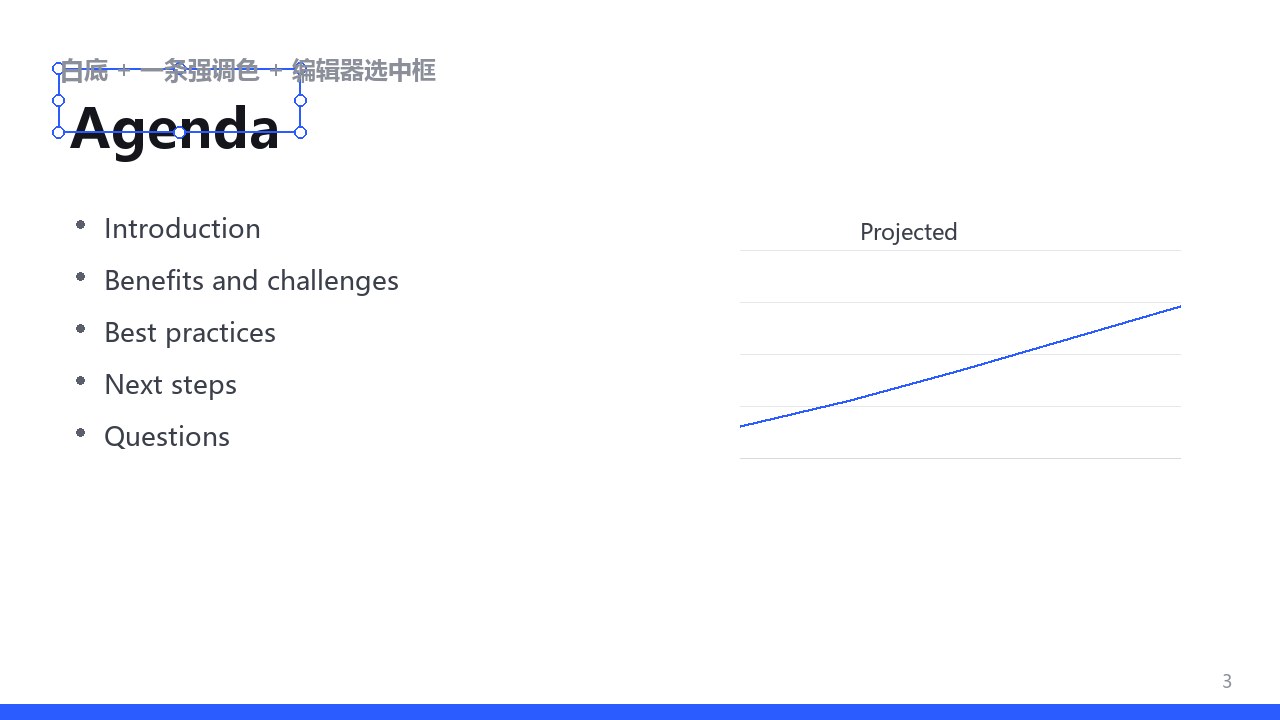 白底 + 一条强调色 + 编辑器选中框
Agenda
• Introduction
• Benefits and challenges
• Best practices
• Next steps
• Questions
Projected
3